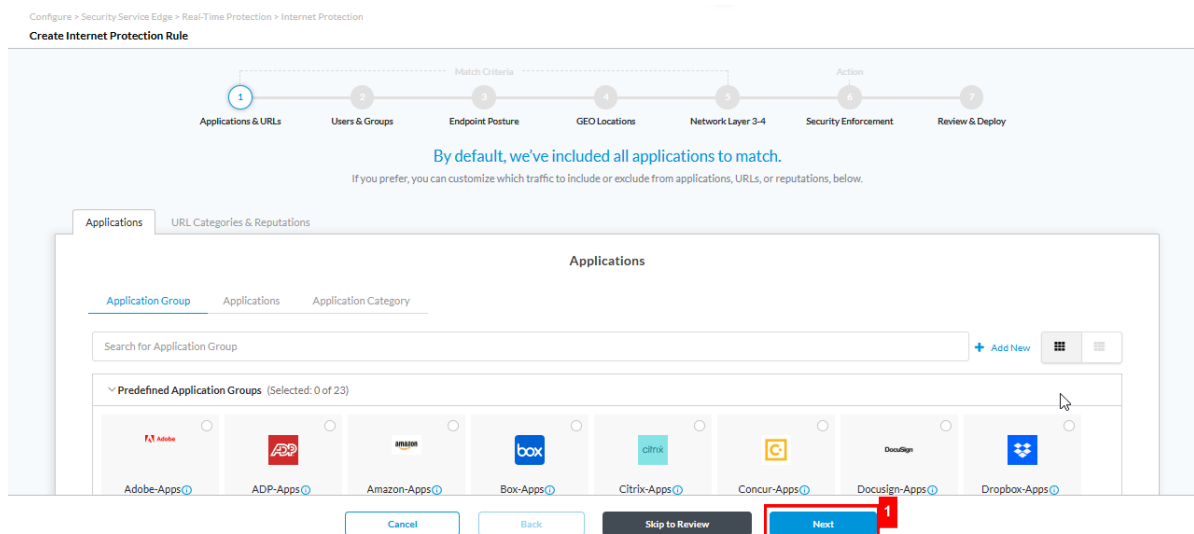 Configure > Security Service Edge > Real-Time Protection > Internet Protection
Create Internet Protection Rule
Match Criteria
Action
1
2
3
4
5
6
7
Applications & URLs
Users & Groups
Endpoint Posture
GEO Locations
Network Layer 3-4
Security Enforcement
Review & Deploy
By default, we've included all applications to match.
If you prefer, you can customize which traffic to include or exclude from applications, URLs, or reputations, below.
Applications
URL Categories & Reputations
Applications
Application Group
Applications
Application Category
Search for Application Group
+ Add New
Predefined Application Groups (Selected: 0 of 23)
Adobe
ADP
amazon
box
citrix
C
DocuSign
Adobe-Apps
ADP-Apps
Amazon-Apps
Box-Apps
Citrix-Apps
Concur-Apps
Docusign-Apps
Dropbox-Apps
Cancel
Back
Skip to Review
Next
1